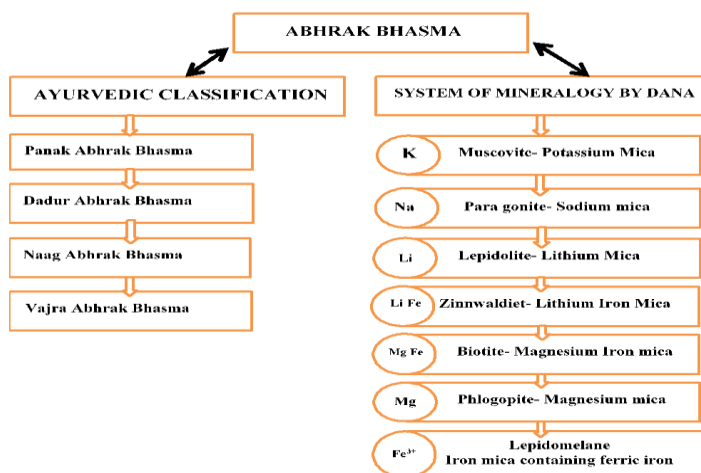 ABHRAK BHASMA
AYURVEDIC CLASSIFICATION
Panak Abhrak Bhasma
Dadur Abhrak Bhasma
Naag Abhrak Bhasma
Vajra Abhrak Bhasma
SYSTEM OF MINERALOGY BY DANA
K Muscovite- Potassium Mica
Na Para gonite- Sodium mica
Li Lepidolite- Lithium Mica
Li Fe Zinnwaldiet- Lithium Iron Mica
Mg Fe Biotite- Magnesium Iron mica
Mg Phlogopite- Magnesium mica
Fe³⁺ Lepidomelane
Iron mica containing ferric iron